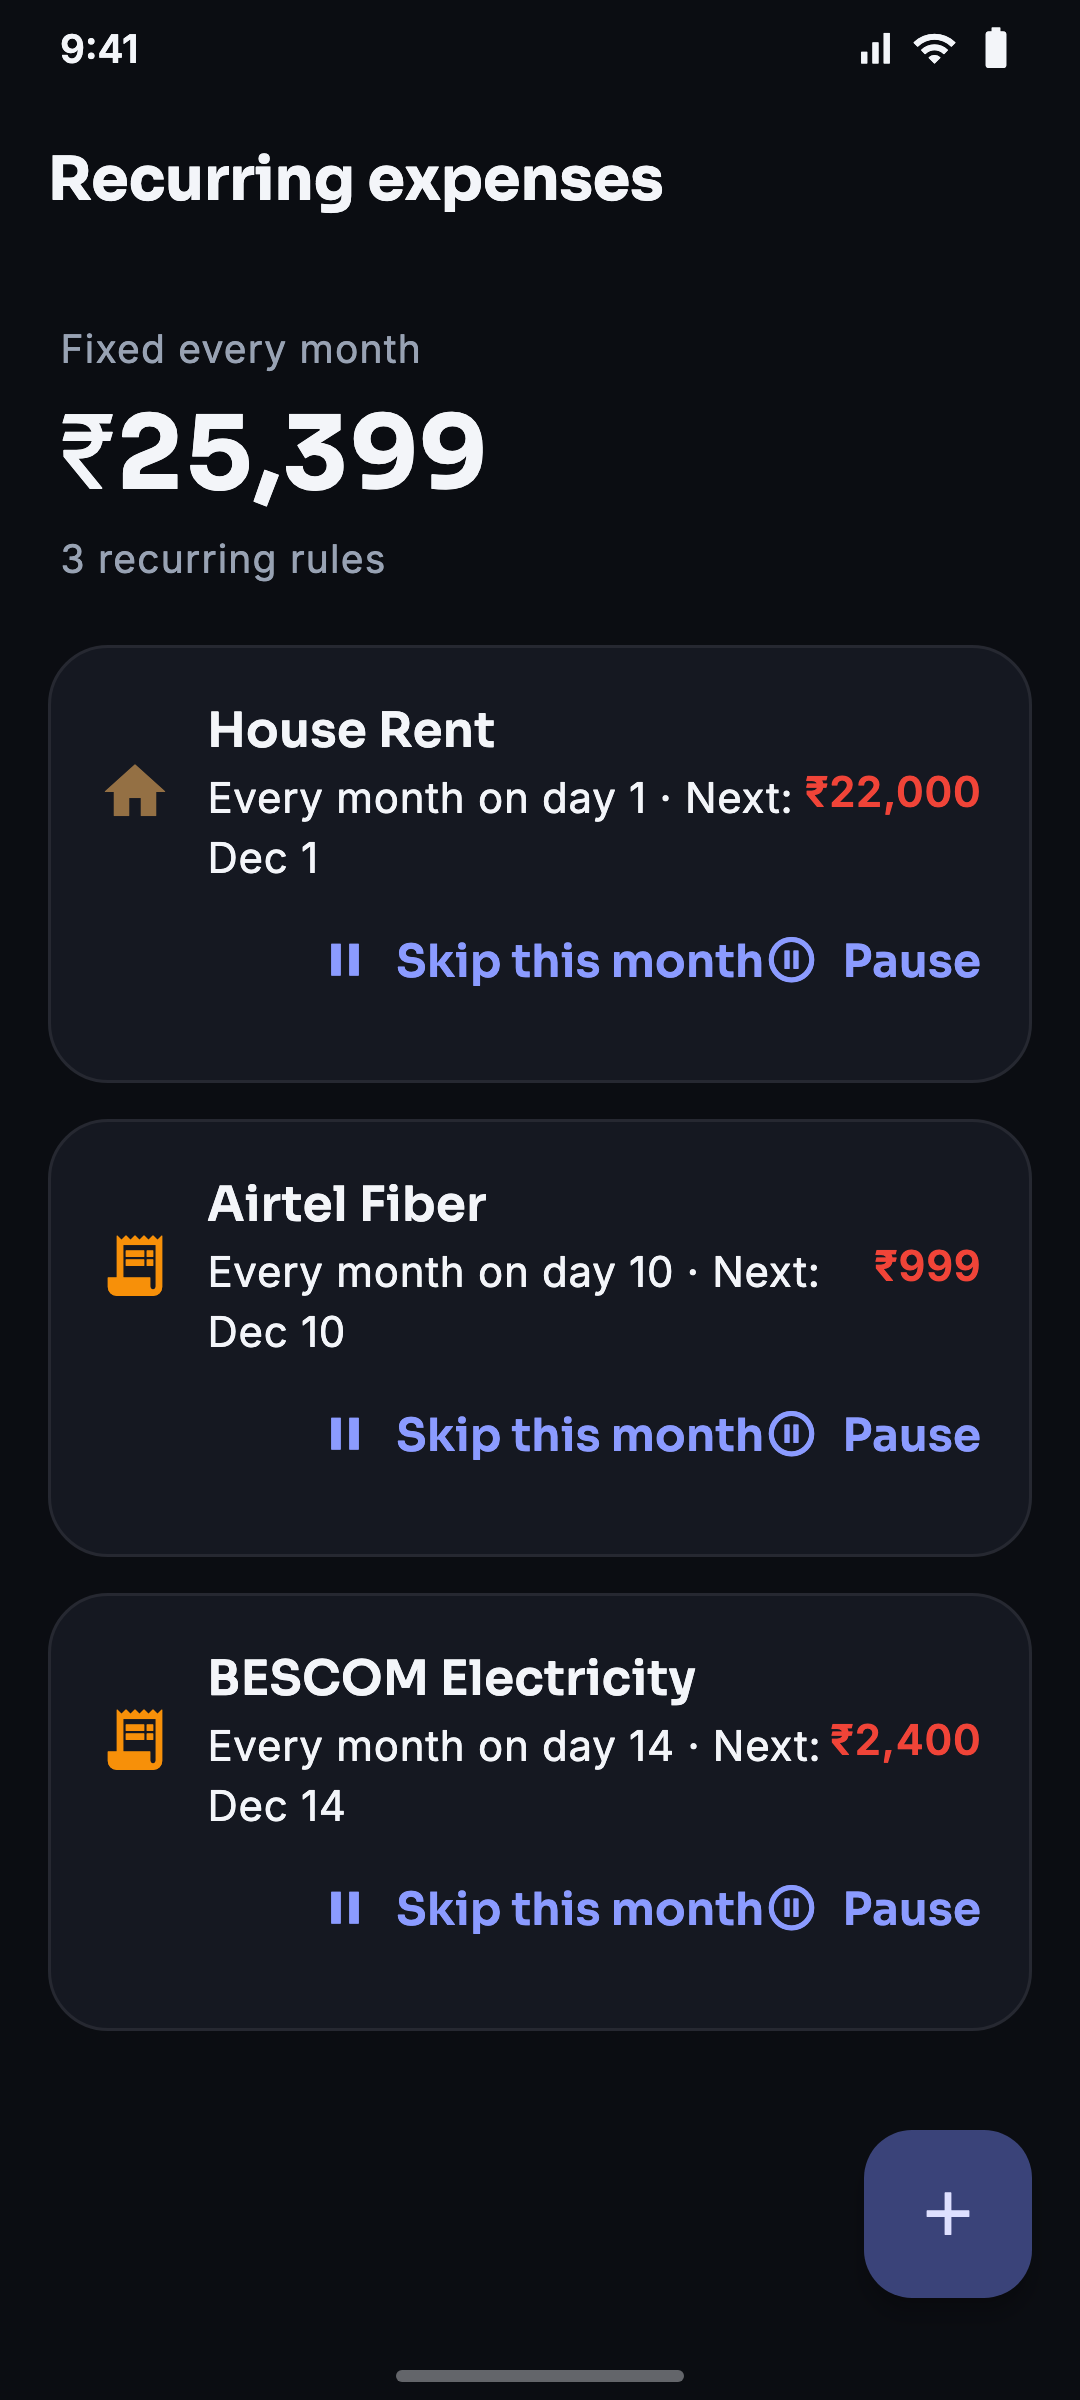 9:41
Recurring expenses
Fixed every month
₹25,399
3 recurring rules
House Rent
Every month on day 1 · Next: ₹22,000
Dec 1
Skip this month Pause
Airtel Fiber
Every month on day 10 · Next: ₹999
Dec 10
Skip this month Pause
BESCOM Electricity
Every month on day 14 · Next: ₹2,400
Dec 14
Skip this month Pause